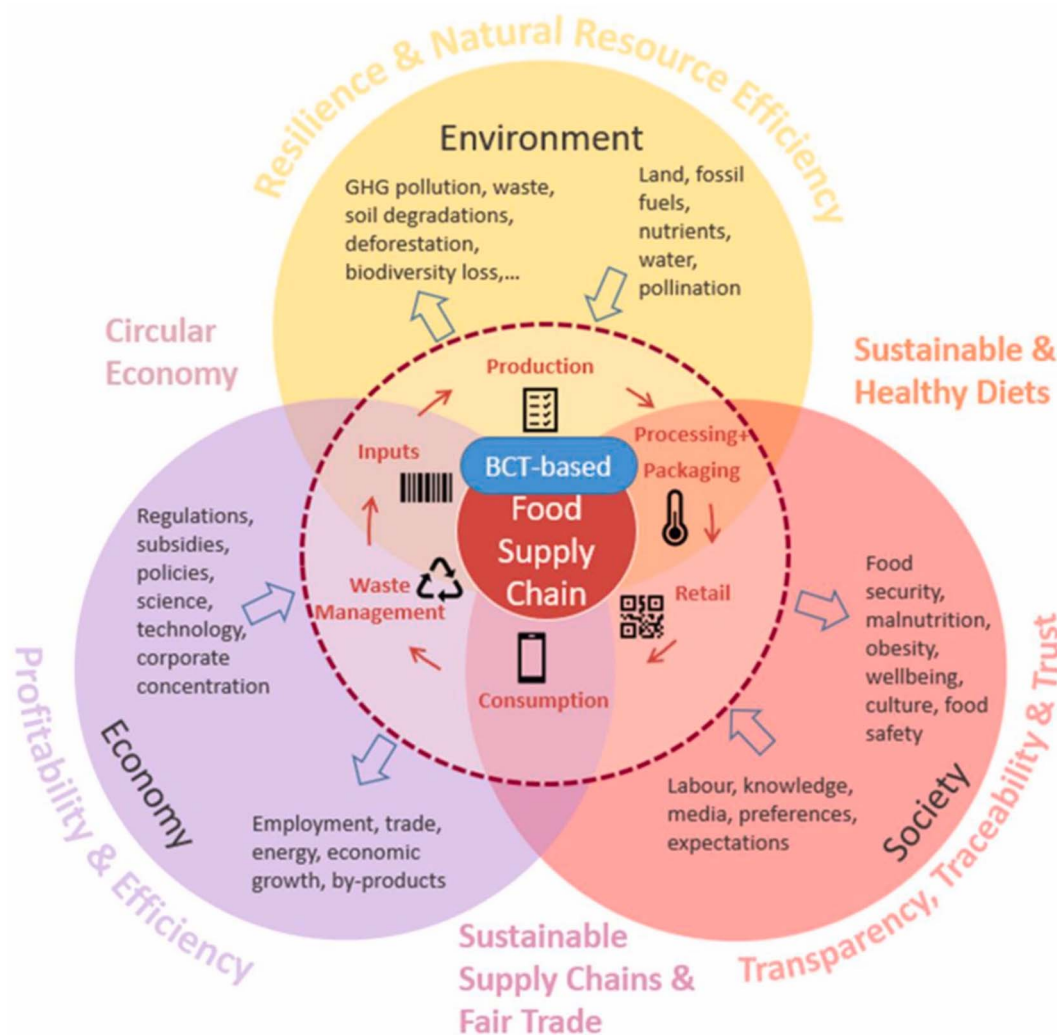 Resilience & Natural Resource Efficiency
Environment
GHG pollution, waste,
soil degradations,
deforestation,
biodiversity loss,...
Land, fossil
fuels,
nutrients,
water,
pollination
Circular
Economy
Sustainable &
Healthy Diets
Production
Processing+
Packaging
Inputs
BCT-based
Food
Supply
Chain
Retail
Waste
Management
Consumption
Regulations,
subsidies,
policies,
science,
technology,
corporate
concentration
Food
security,
malnutrition,
obesity,
wellbeing,
culture, food
safety
Economy
Employment, trade,
energy, economic
growth, by-products
Labour, knowledge,
media, preferences,
expectations
Society
Profitability & Efficiency
Transparency, Traceability & Trust
Sustainable
Supply Chains &
Fair Trade